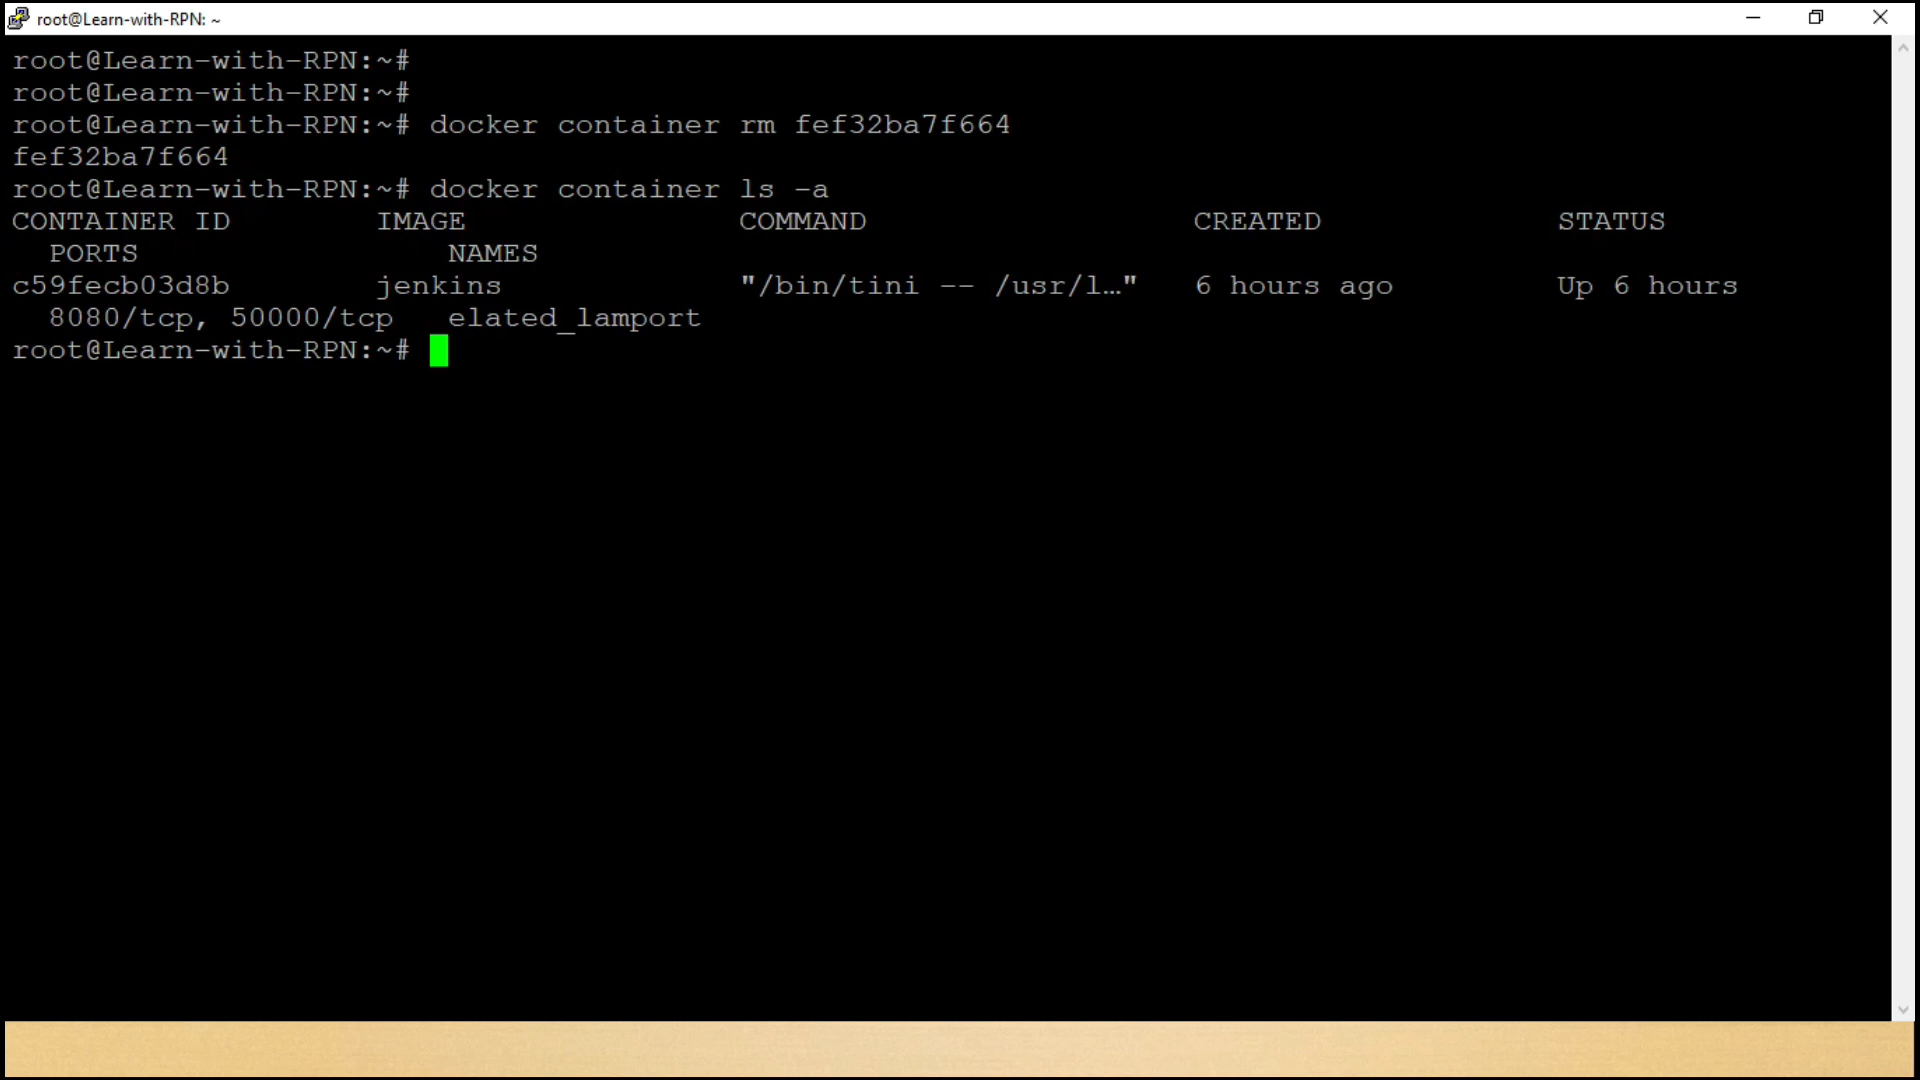 root@Learn-with-RPN: ~
root@Learn-with-RPN:~#
root@Learn-with-RPN:~#
root@Learn-with-RPN:~# docker container rm fef32ba7f664
fef32ba7f664
root@Learn-with-RPN:~# docker container ls -a
CONTAINER ID        IMAGE               COMMAND                  CREATED             STATUS
  PORTS                 NAMES
c59fecb03d8b        jenkins             "/bin/tini -- /usr/l…"   6 hours ago         Up 6 hours
  8080/tcp, 50000/tcp   elated_lamport
root@Learn-with-RPN:~#